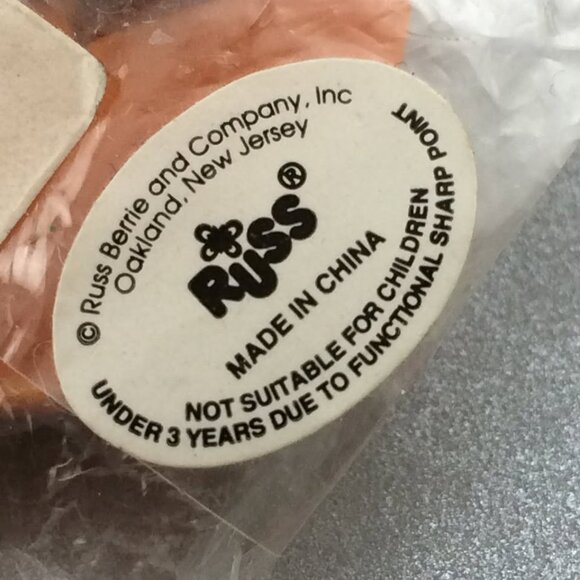 © Russ Berrie and Company, Inc
Oakland, New Jersey
RUSS®
MADE IN CHINA
NOT SUITABLE FOR CHILDREN
UNDER 3 YEARS DUE TO FUNCTIONAL SHARP POINT